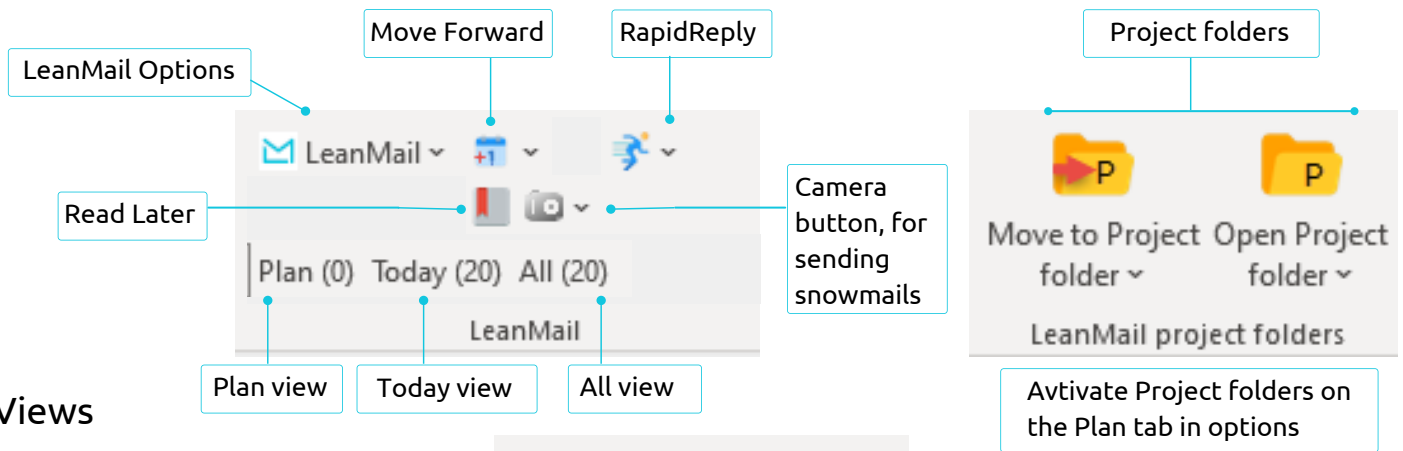 Move Forward
RapidReply
Project folders
LeanMail Options
LeanMail
+1
P
P
Read Later
Camera
button, for
sending
snowmails
Move to Project
folder
Open Project
folder
Plan (0) Today (20) All (20)
LeanMail
LeanMail project folders
Plan view
Today view
All view
Avtivate Project folders on
the Plan tab in options
Views